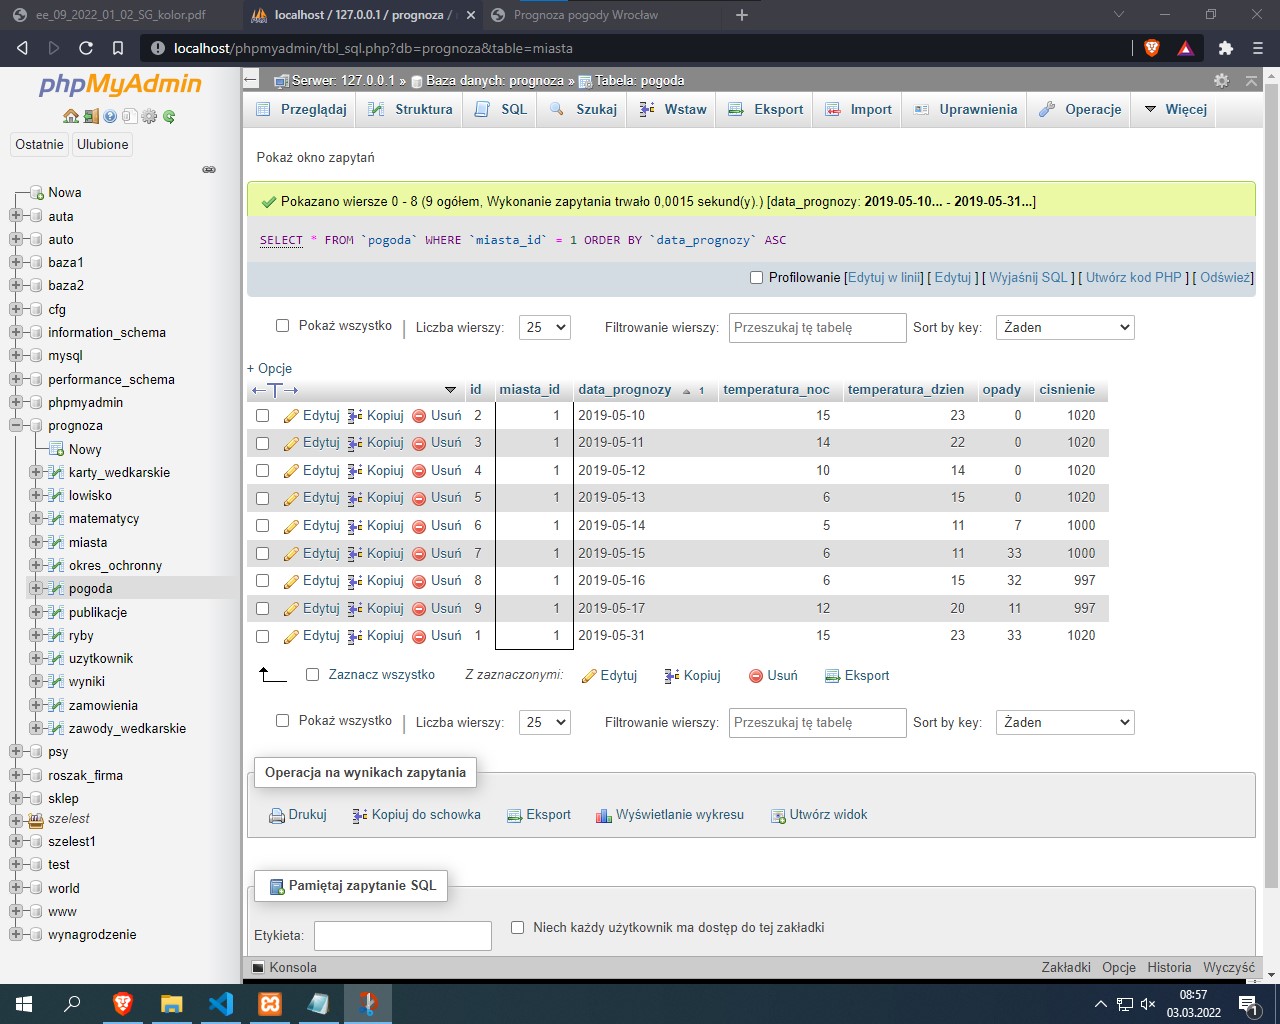 ee_09_2022_01_02_SG_kolor.pdf
localhost / 127.0.0.1 / prognoza /
Prognoza pogody Wrocław
localhost/phpmyadmin/tbl_sql.php?db=prognoza&table=miasta
phpMyAdmin
Ostatnie Ulubione
Nowa
auta
auto
baza1
baza2
cfg
information_schema
mysql
performance_schema
phpmyadmin
prognoza
Nowy
karty_wedkarskie
lowisko
matematycy
miasta
okres_ochronny
pogoda
publikacje
ryby
uzytkownik
wyniki
zamowienia
zawody_wedkarskie
psy
roszak_firma
sklep
szelest
szelest1
test
world
www
wynagrodzenie
Serwer: 127.0.0.1 » Baza danych: prognoza » Tabela: pogoda
Przeglądaj Struktura SQL Szukaj Wstaw Eksport Import Uprawnienia Operacje Więcej
Pokaż okno zapytań
Pokazano wiersze 0 - 8 (9 ogółem, Wykonanie zapytania trwało 0,0015 sekund(y).) [data_prognozy: 2019-05-10... - 2019-05-31...]
SELECT * FROM `pogoda` WHERE `miasta_id` = 1 ORDER BY `data_prognozy` ASC
Profilowanie [Edytuj w linii] [ Edytuj ] [ Wyjaśnij SQL ] [ Utwórz kod PHP ] [ Odśwież]
Pokaż wszystko | Liczba wierszy: 25 Filtrowanie wierszy: Przeszukaj tę tabelę Sort by key: Żaden
+ Opcje
←T→ id miasta_id data_prognozy 1 temperatura_noc temperatura_dzien opady cisnienie
Edytuj Kopiuj Usuń 2 1 2019-05-10 15 23 0 1020
Edytuj Kopiuj Usuń 3 1 2019-05-11 14 22 0 1020
Edytuj Kopiuj Usuń 4 1 2019-05-12 10 14 0 1020
Edytuj Kopiuj Usuń 5 1 2019-05-13 6 15 0 1020
Edytuj Kopiuj Usuń 6 1 2019-05-14 5 11 7 1000
Edytuj Kopiuj Usuń 7 1 2019-05-15 6 11 33 1000
Edytuj Kopiuj Usuń 8 1 2019-05-16 6 15 32 997
Edytuj Kopiuj Usuń 9 1 2019-05-17 12 20 11 997
Edytuj Kopiuj Usuń 1 1 2019-05-31 15 23 33 1020
Zaznacz wszystko Z zaznaczonymi: Edytuj Kopiuj Usuń Eksport
Pokaż wszystko | Liczba wierszy: 25 Filtrowanie wierszy: Przeszukaj tę tabelę Sort by key: Żaden
Operacja na wynikach zapytania
Drukuj Kopiuj do schowka Eksport Wyświetlanie wykresu Utwórz widok
Pamiętaj zapytanie SQL
Etykieta: Niech każdy użytkownik ma dostęp do tej zakładki
Konsola Zakładki Opcje Historia Wyczyść
08:57
03.03.2022
1